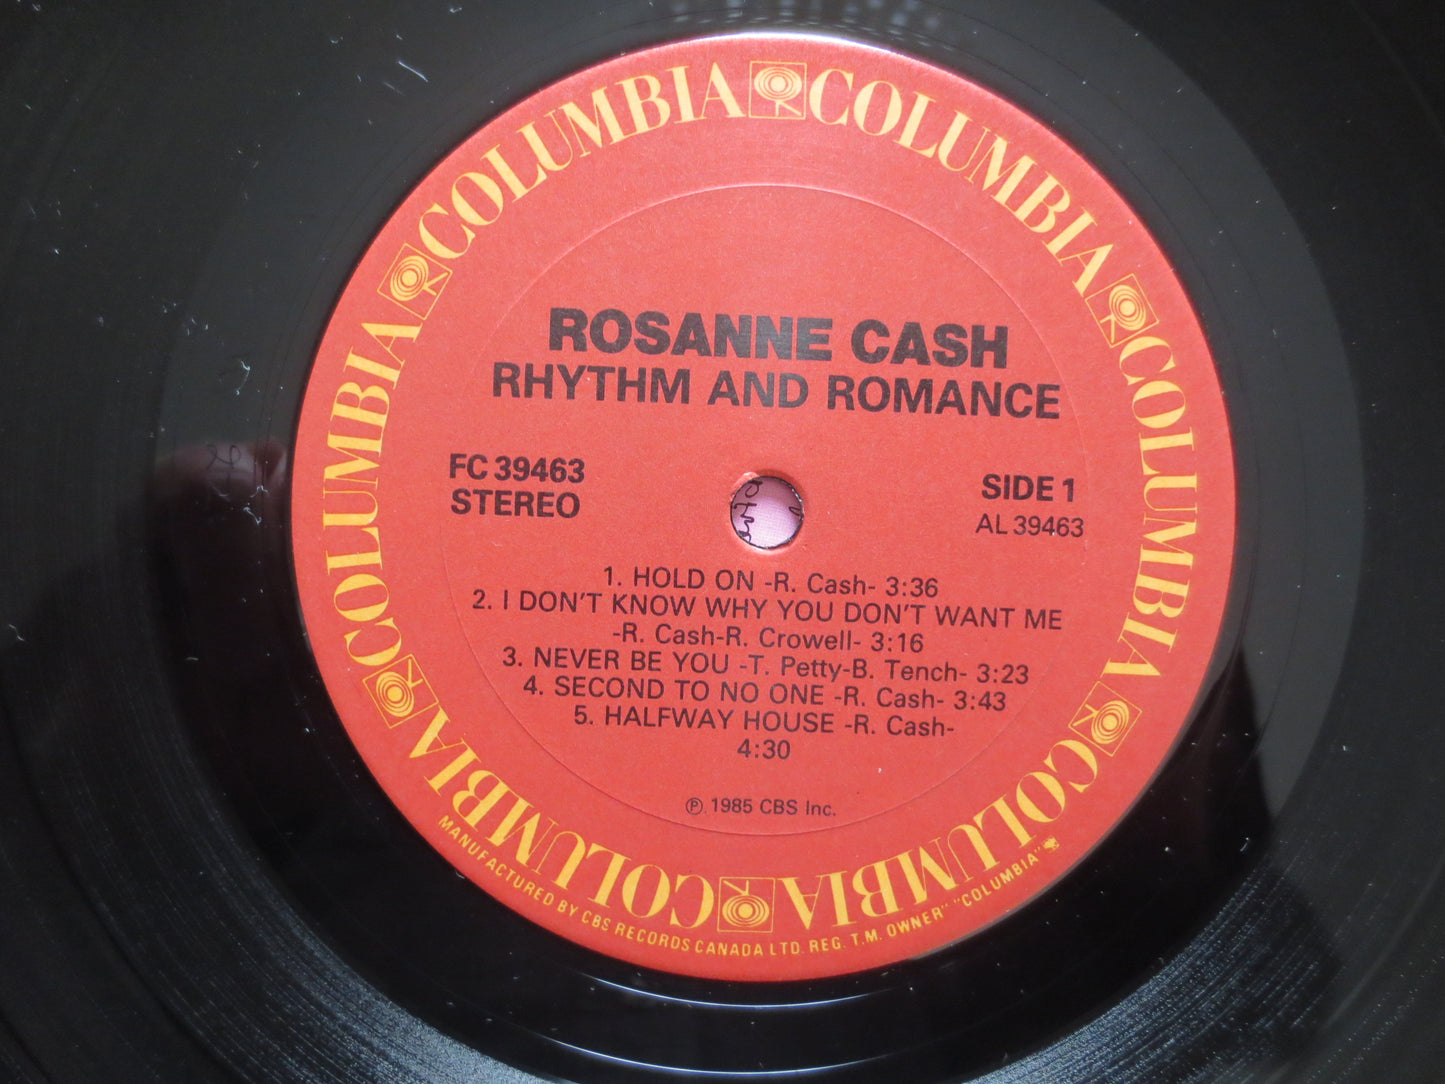 COLUMBIA COLUMBIA COLUMBIA COLUMBIA COLUMBIA COLUMBIA
ROSANNE CASH
RHYTHM AND ROMANCE
FC 39463
STEREO
SIDE 1
AL 39463
1. HOLD ON -R. Cash- 3:36
2. I DON'T KNOW WHY YOU DON'T WANT ME
-R. Cash-R. Crowell- 3:16
3. NEVER BE YOU -T. Petty-B. Tench- 3:23
4. SECOND TO NO ONE -R. Cash- 3:43
5. HALFWAY HOUSE -R. Cash-
4:30
℗ 1985 CBS Inc.
MANUFACTURED BY CBS RECORDS CANADA LTD. REG. T.M. OWNER" "COLUMBIA"